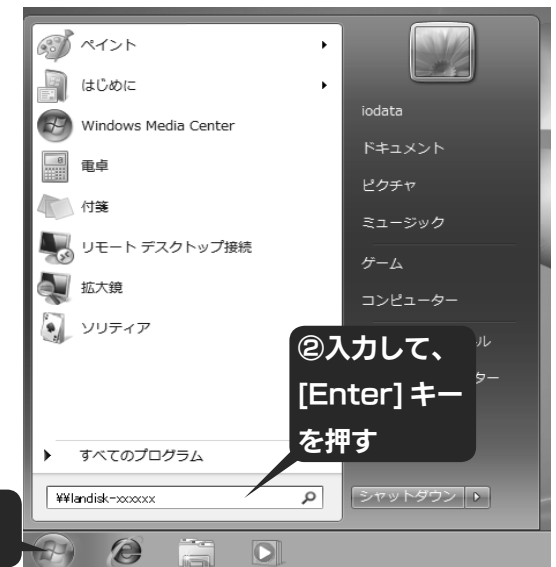 ペイント
はじめに
Windows Media Center
電卓
付箋
リモート デスクトップ接続
拡大鏡
ソリティア
すべてのプログラム
¥¥landisk-xxxxxx
iodata
ドキュメント
ピクチャ
ミュージック
ゲーム
コンピューター
ル
ター
シャットダウン
②入力して、
[Enter] キー
を押す